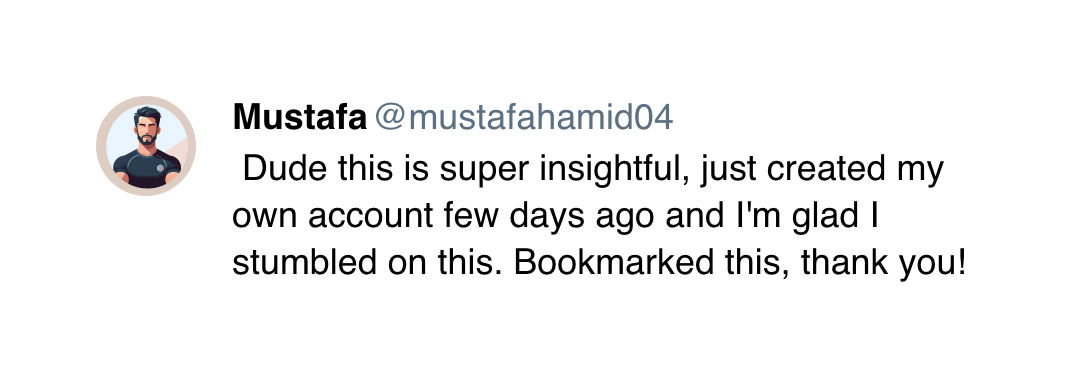 Mustafa @mustafahamid04
Dude this is super insightful, just created my
own account few days ago and I'm glad I
stumbled on this. Bookmarked this, thank you!